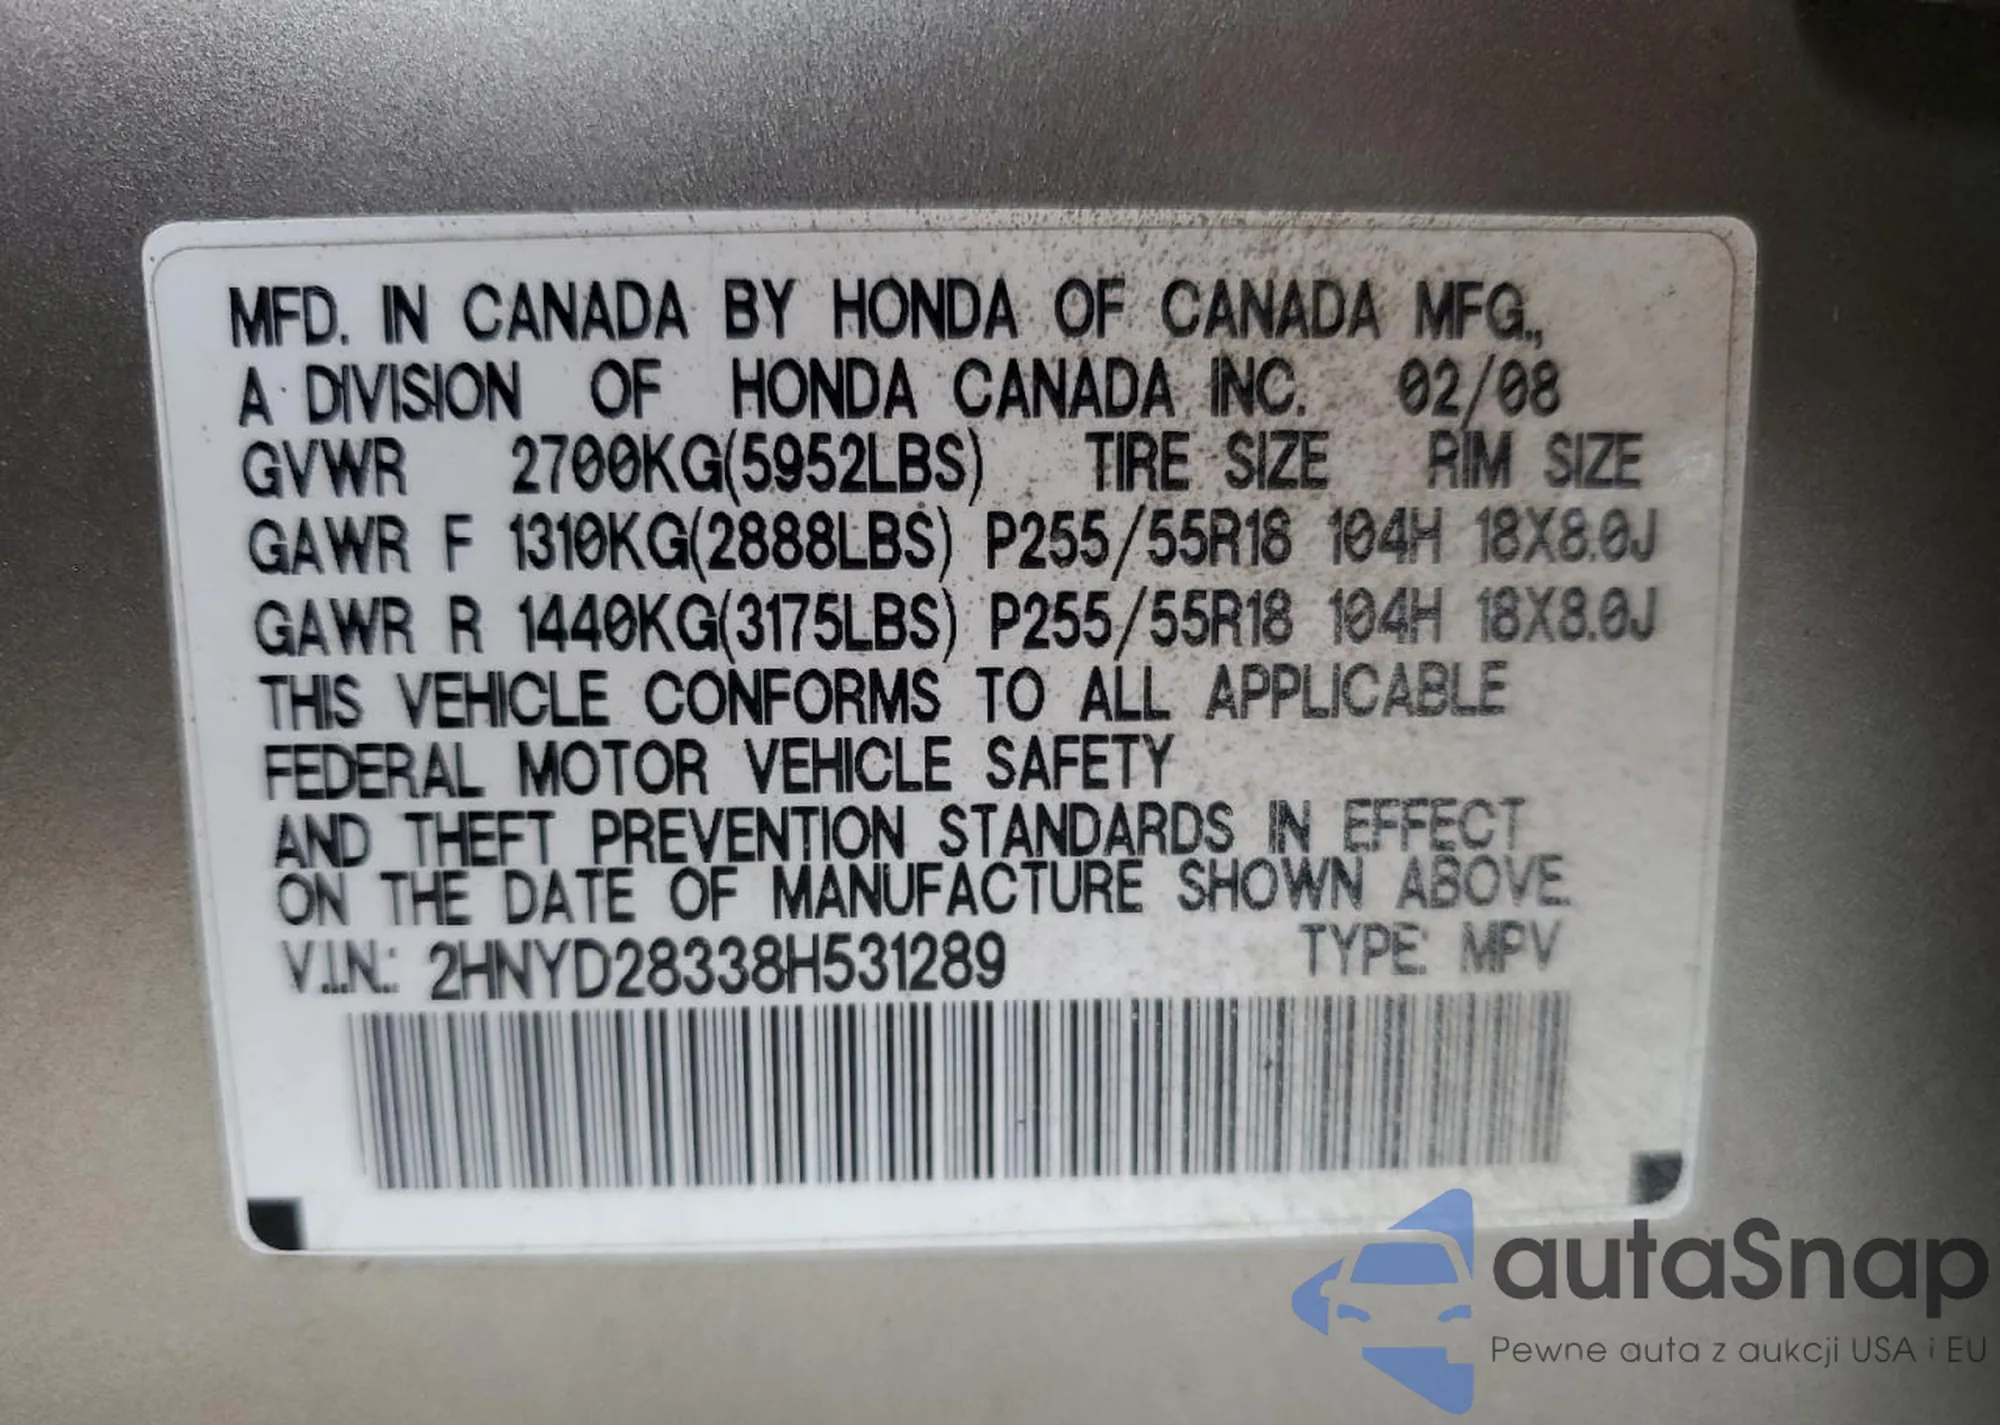 MFD. IN CANADA BY HONDA OF CANADA MFG.,
A DIVISION OF HONDA CANADA INC. 02/08
GVWR 2700KG(5952LBS) TIRE SIZE RIM SIZE
GAWR F 1310KG(2888LBS) P255/55R18 104H 18X8.0J
GAWR R 1440KG(3175LBS) P255/55R18 104H 18X8.0J
THIS VEHICLE CONFORMS TO ALL APPLICABLE
FEDERAL MOTOR VEHICLE SAFETY
AND THEFT PREVENTION STANDARDS IN EFFECT
ON THE DATE OF MANUFACTURE SHOWN ABOVE.
V.I.N.: 2HNYD28338H531289 TYPE: MPV
autaSnap
Pewne auta z aukcji USA i EU